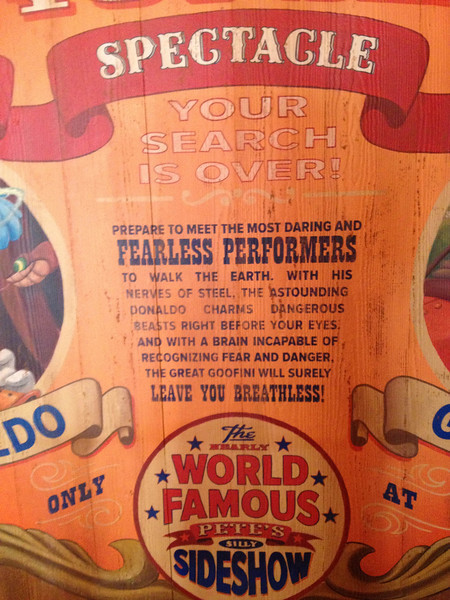 SPECTACLE
YOUR
SEARCH
IS OVER!
PREPARE TO MEET THE MOST DARING AND
FEARLESS PERFORMERS
TO WALK THE EARTH. WITH HIS
NERVES OF STEEL, THE ASTOUNDING
DONALDO CHARMS DANGEROUS
BEASTS RIGHT BEFORE YOUR EYES.
AND WITH A BRAIN INCAPABLE OF
RECOGNIZING FEAR AND DANGER,
THE GREAT GOOFINI WILL SURELY
LEAVE YOU BREATHLESS!
LDO
ONLY
The
NEARLY
WORLD
FAMOUS
PETE'S
SILLY
SIDESHOW
AT